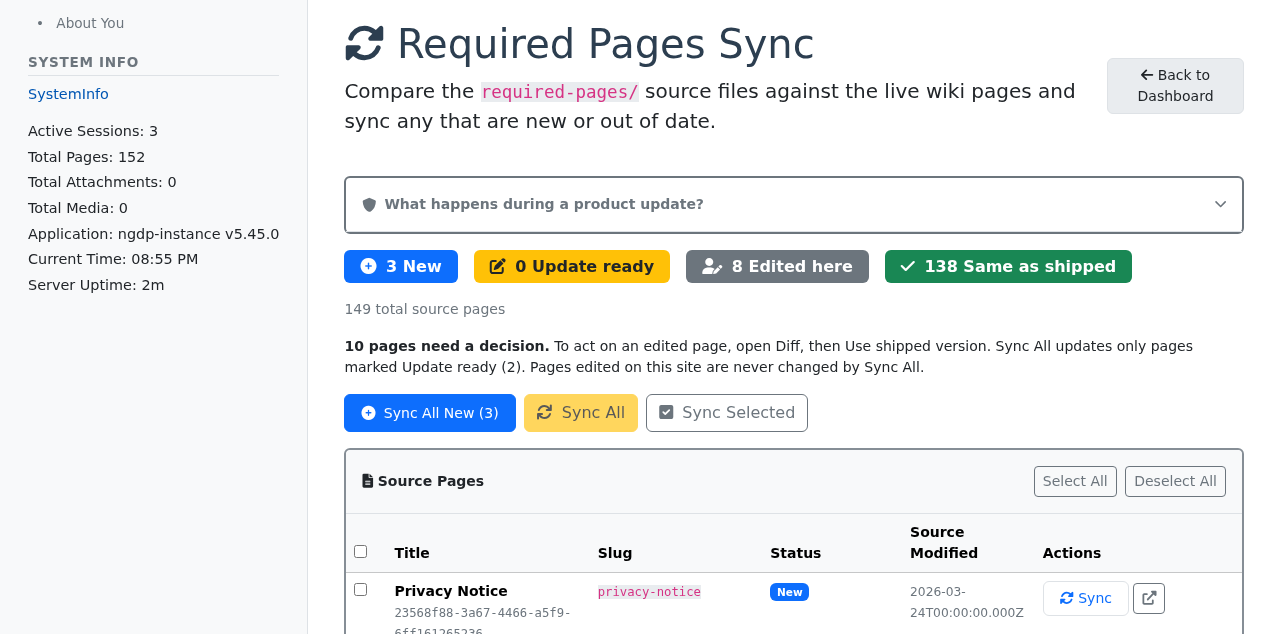 About You
SYSTEM INFO
SystemInfo
Active Sessions: 3
Total Pages: 152
Total Attachments: 0
Total Media: 0
Application: ngdp-instance v5.45.0
Current Time: 08:55 PM
Server Uptime: 2m
Required Pages Sync
Compare the required-pages/ source files against the live wiki pages and
sync any that are new or out of date.
Back to
Dashboard
What happens during a product update?
3 New
0 Update ready
8 Edited here
138 Same as shipped
149 total source pages
10 pages need a decision. To act on an edited page, open Diff, then Use shipped version. Sync All updates only pages
marked Update ready (2). Pages edited on this site are never changed by Sync All.
Sync All New (3)
Sync All
Sync Selected
Source Pages
Select All
Deselect All
Title
Slug
Status
Source
Modified
Actions
Privacy Notice
privacy-notice
New
2026-03-
24T00:00:00.000Z
Sync
23568f88-3a67-4466-a5f9-
6ff161265236